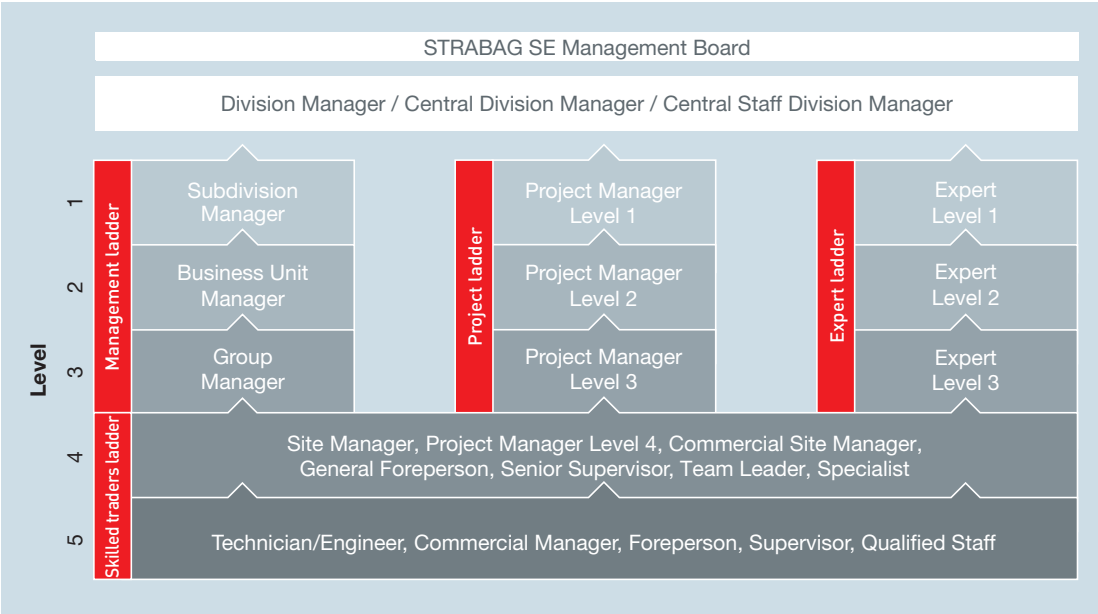 STRABAG SE Management Board
Division Manager / Central Division Manager / Central Staff Division Manager
Level
1
2
3
4
5
Management ladder
Subdivision
Manager
Business Unit
Manager
Group
Manager
Project ladder
Project Manager
Level 1
Project Manager
Level 2
Project Manager
Level 3
Expert ladder
Expert
Level 1
Expert
Level 2
Expert
Level 3
Skilled traders ladder
Site Manager, Project Manager Level 4, Commercial Site Manager,
General Foreperson, Senior Supervisor, Team Leader, Specialist
Technician/Engineer, Commercial Manager, Foreperson, Supervisor, Qualified Staff